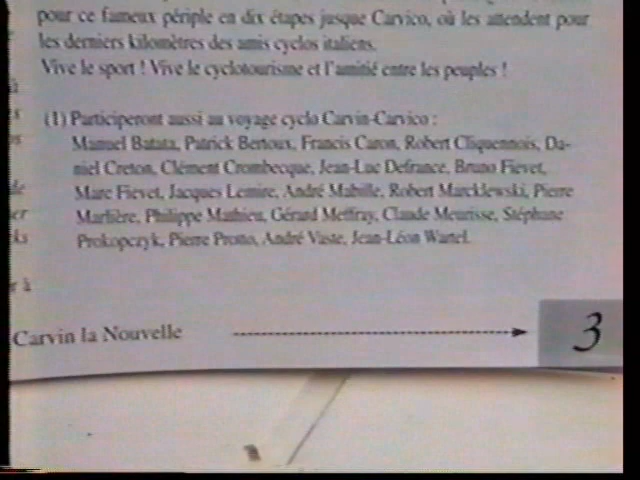 pour ce fameux périple en dix étapes jusque Carvico, où les attendent pour
les derniers kilomètres des amis cyclos italiens.
Vive le sport ! Vive le cyclotourisme et l'amitié entre les peuples !
(1) Participeront aussi au voyage cyclo Carvin-Carvico :
Manuel Batata, Patrick Bertoux, Francis Caron, Robert Cliquennois, Da-
niel Creton, Clément Crombecque, Jean-Luc Defrance, Bruno Fievet,
Marc Fievet, Jacques Lemire, André Mabille, Robert Marcklewski, Pierre
Marlière, Philippe Mathieu, Gérard Meffray, Claude Meurisse, Stéphane
Prokopczyk, Pierre Prono, André Vaste, Jean-Léon Wartel.
à
Carvin la Nouvelle
3